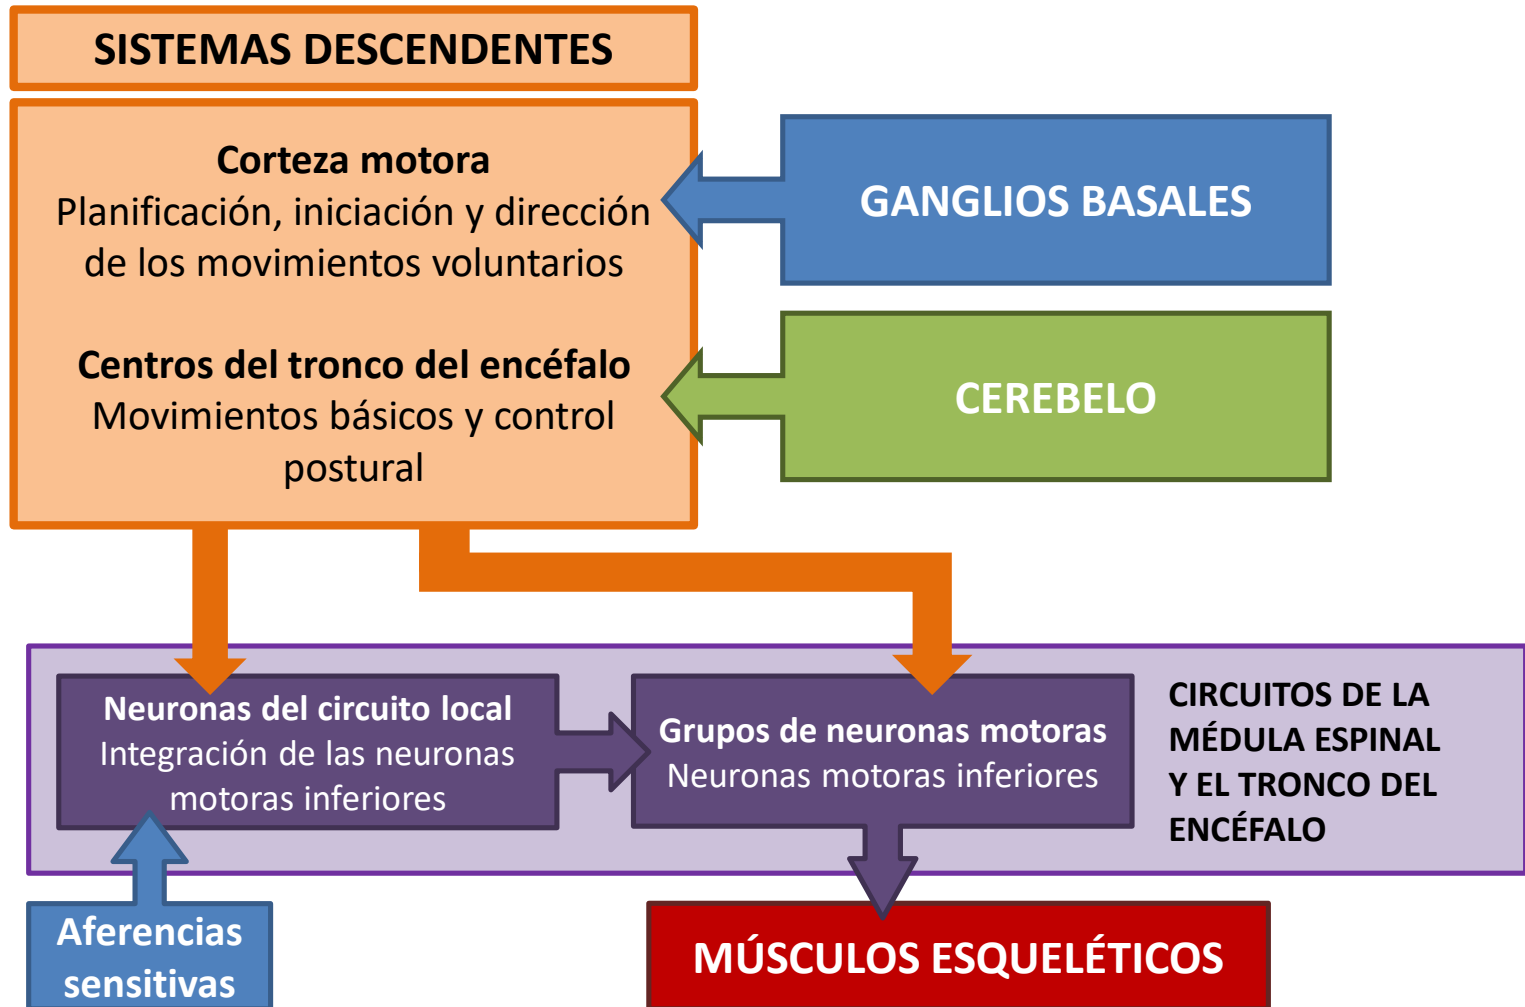 SISTEMAS DESCENDENTES
Corteza motora
Planificación, iniciación y dirección
de los movimientos voluntarios
Centros del tronco del encéfalo
Movimientos básicos y control
postural
GANGLIOS BASALES
CEREBELO
Neuronas del circuito local
Integración de las neuronas
motoras inferiores
Grupos de neuronas motoras
Neuronas motoras inferiores
CIRCUITOS DE LA
MÉDULA ESPINAL
Y EL TRONCO DEL
ENCÉFALO
Aferencias
sensitivas
MÚSCULOS ESQUELÉTICOS